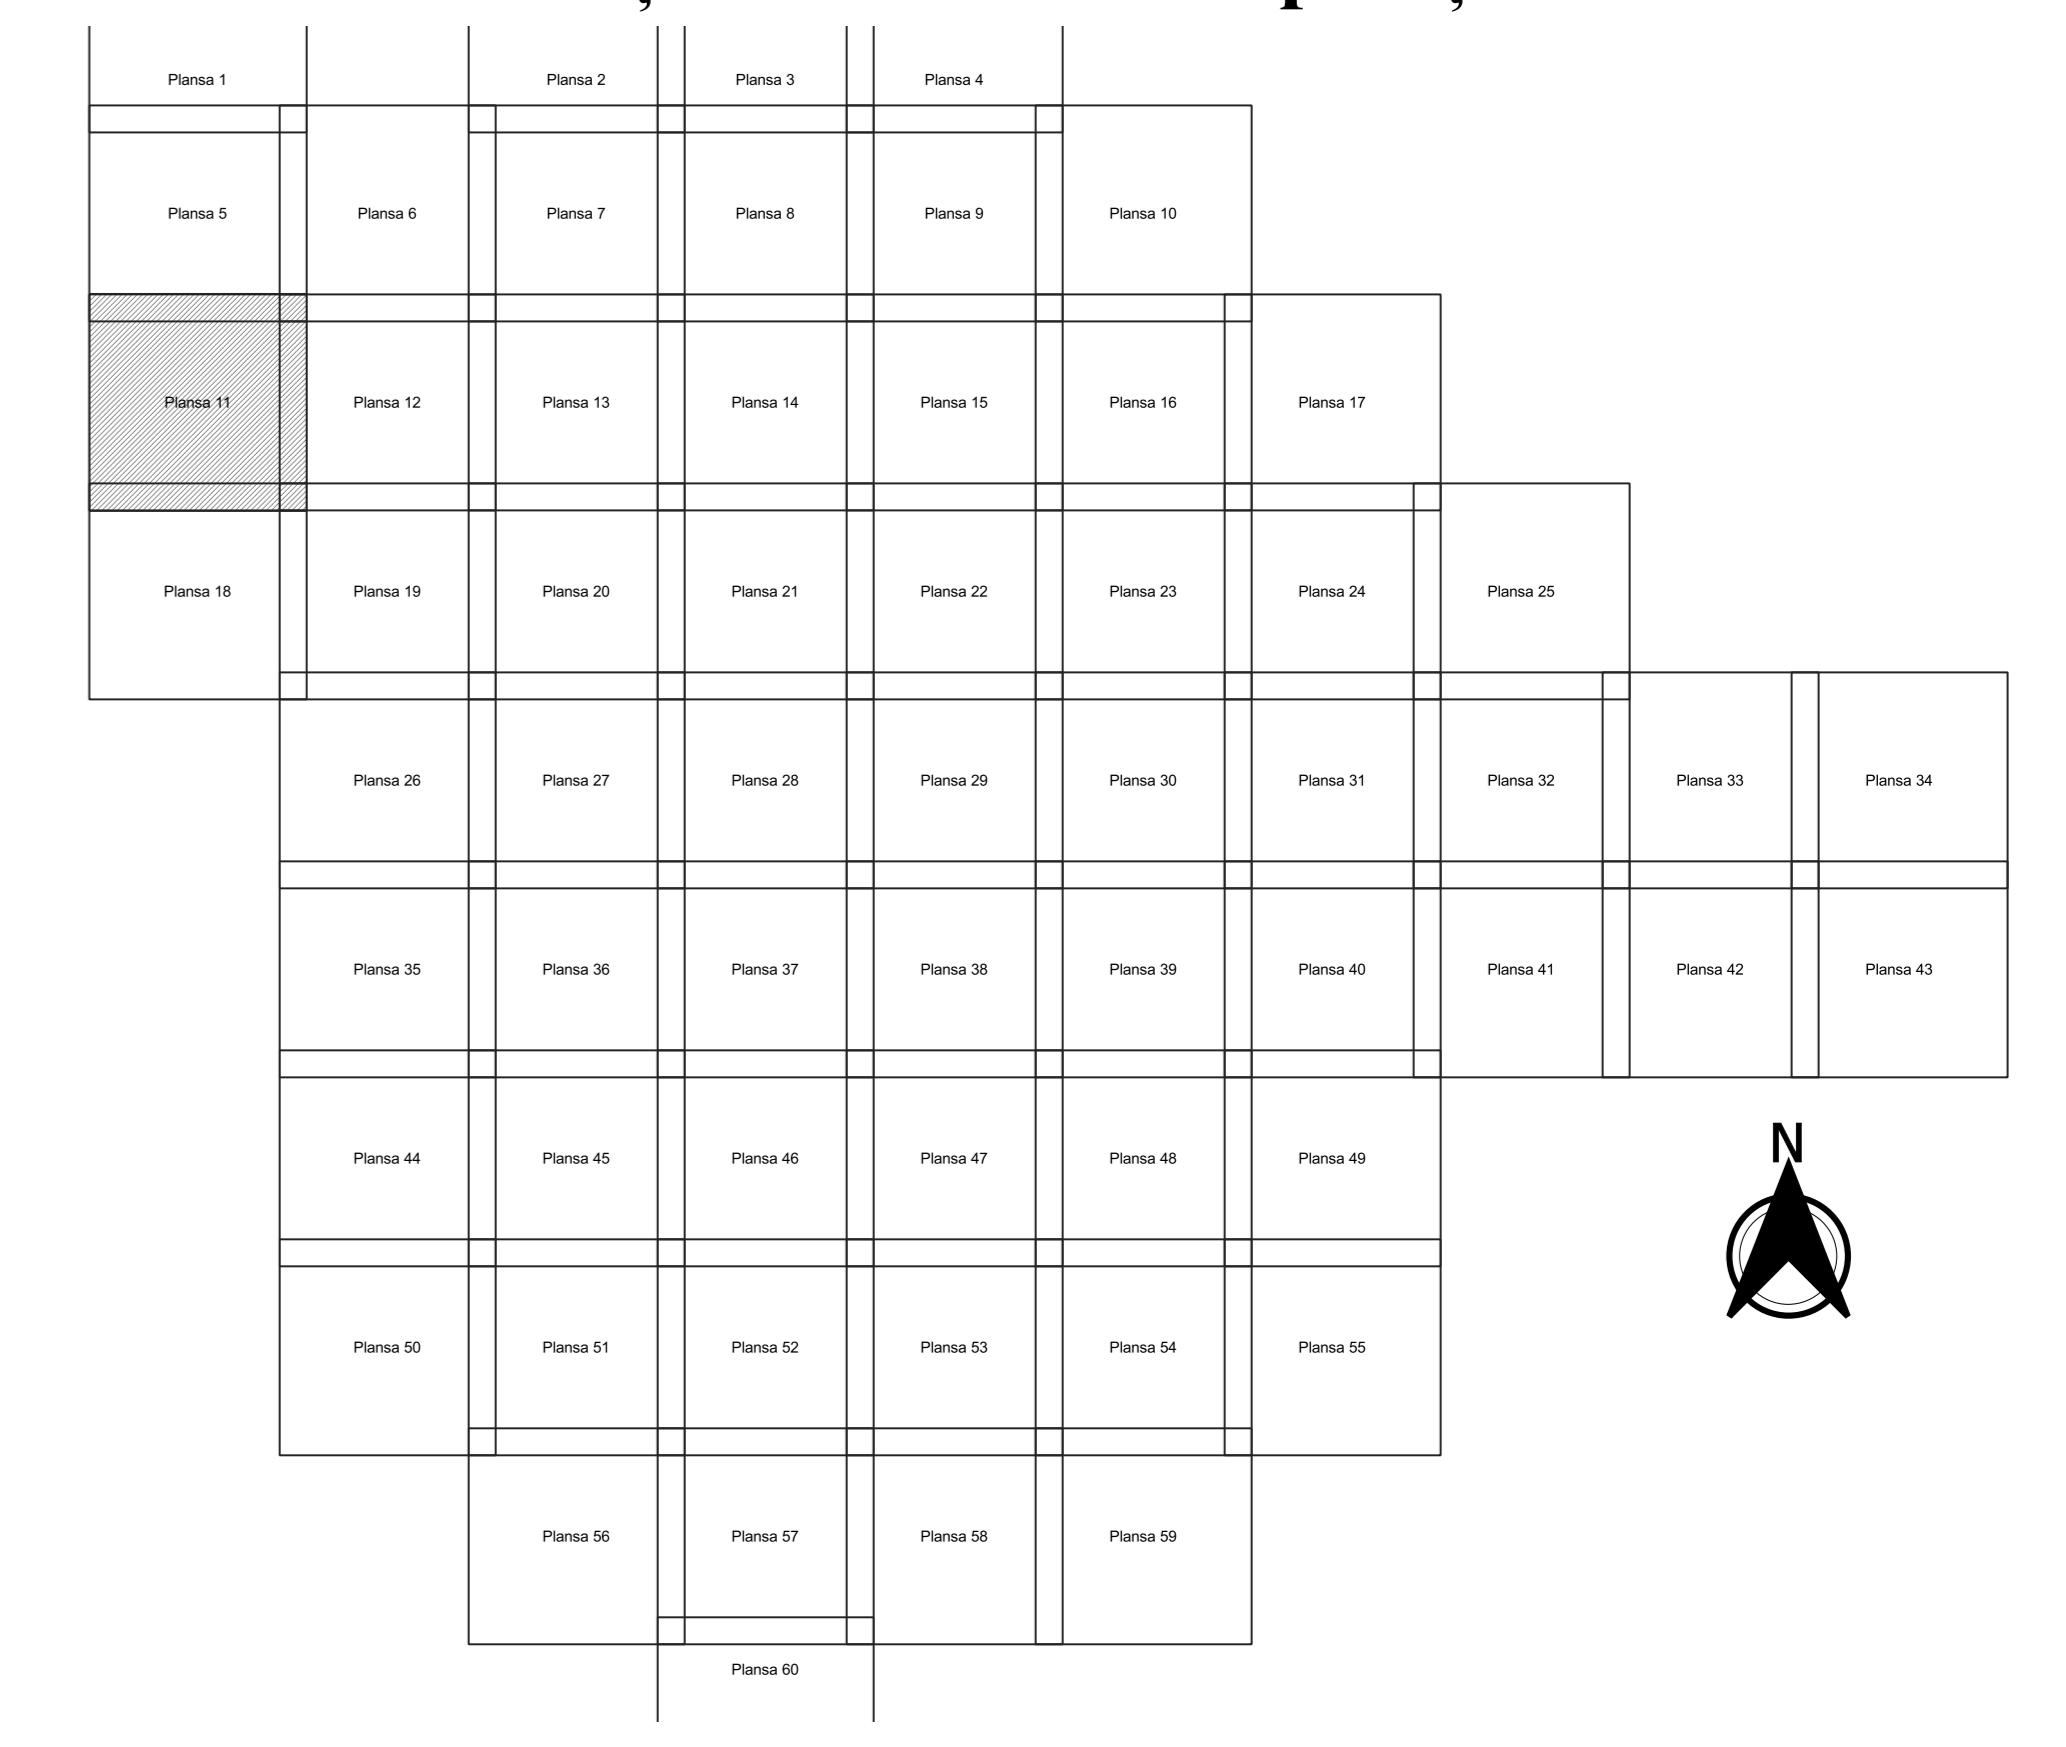 Plansa 1 Plansa 2 Plansa 3 Plansa 4
Plansa 5 Plansa 6 Plansa 7 Plansa 8 Plansa 9 Plansa 10
Plansa 11 Plansa 12 Plansa 13 Plansa 14 Plansa 15 Plansa 16 Plansa 17
Plansa 18 Plansa 19 Plansa 20 Plansa 21 Plansa 22 Plansa 23 Plansa 24 Plansa 25
Plansa 26 Plansa 27 Plansa 28 Plansa 29 Plansa 30 Plansa 31 Plansa 32 Plansa 33 Plansa 34
Plansa 35 Plansa 36 Plansa 37 Plansa 38 Plansa 39 Plansa 40 Plansa 41 Plansa 42 Plansa 43
N
Plansa 44 Plansa 45 Plansa 46 Plansa 47 Plansa 48 Plansa 49
Plansa 50 Plansa 51 Plansa 52 Plansa 53 Plansa 54 Plansa 55
Plansa 56 Plansa 57 Plansa 58 Plansa 59
Plansa 60